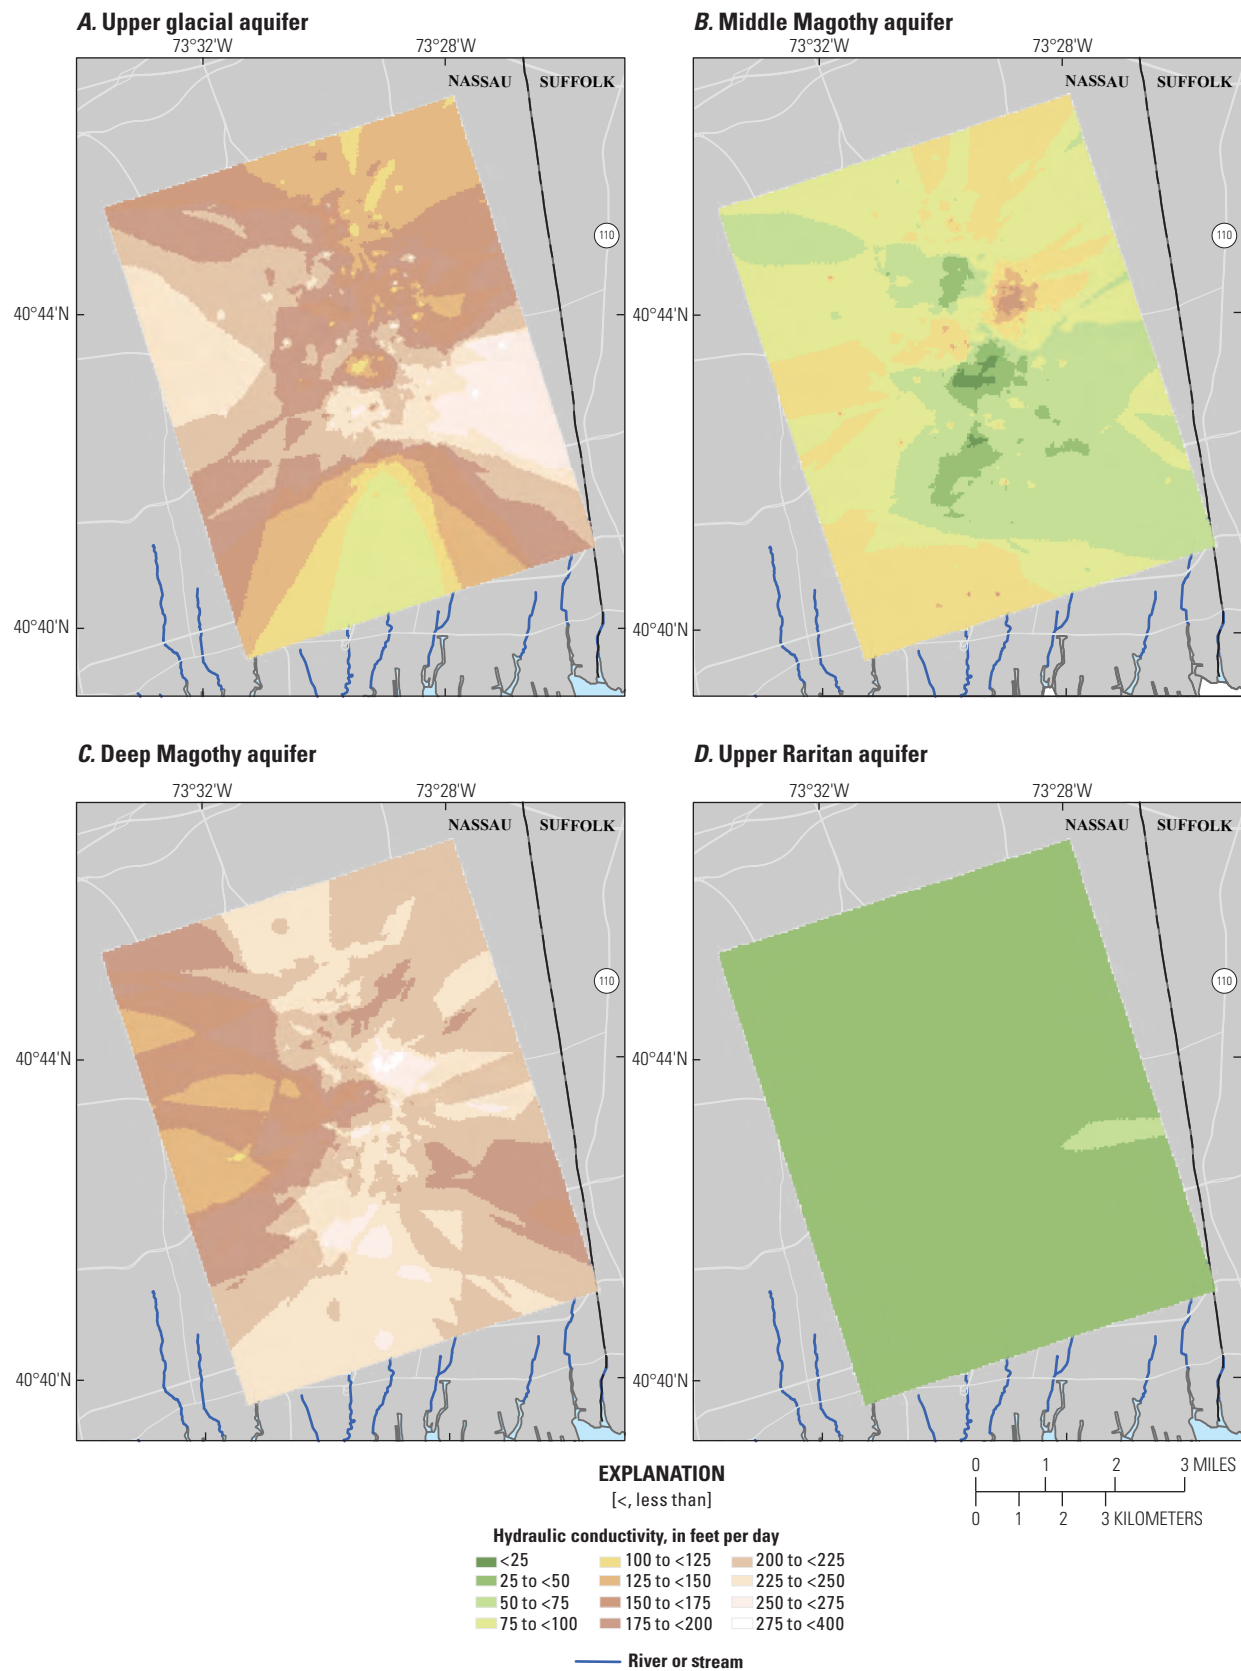 A. Upper glacial aquifer
B. Middle Magothy aquifer
73°32'W 73°28'W
73°32'W 73°28'W
NASSAU SUFFOLK
NASSAU SUFFOLK
110
110
40°44'N
40°44'N
40°40'N
40°40'N
C. Deep Magothy aquifer
D. Upper Raritan aquifer
73°32'W 73°28'W
73°32'W 73°28'W
NASSAU SUFFOLK
NASSAU SUFFOLK
110
110
40°44'N
40°44'N
40°40'N
40°40'N
EXPLANATION
[<, less than]
0 1 2 3 MILES
0 1 2 3 KILOMETERS
Hydraulic conductivity, in feet per day
<25 100 to <125 200 to <225
25 to <50 125 to <150 225 to <250
50 to <75 150 to <175 250 to <275
75 to <100 175 to <200 275 to <400
River or stream